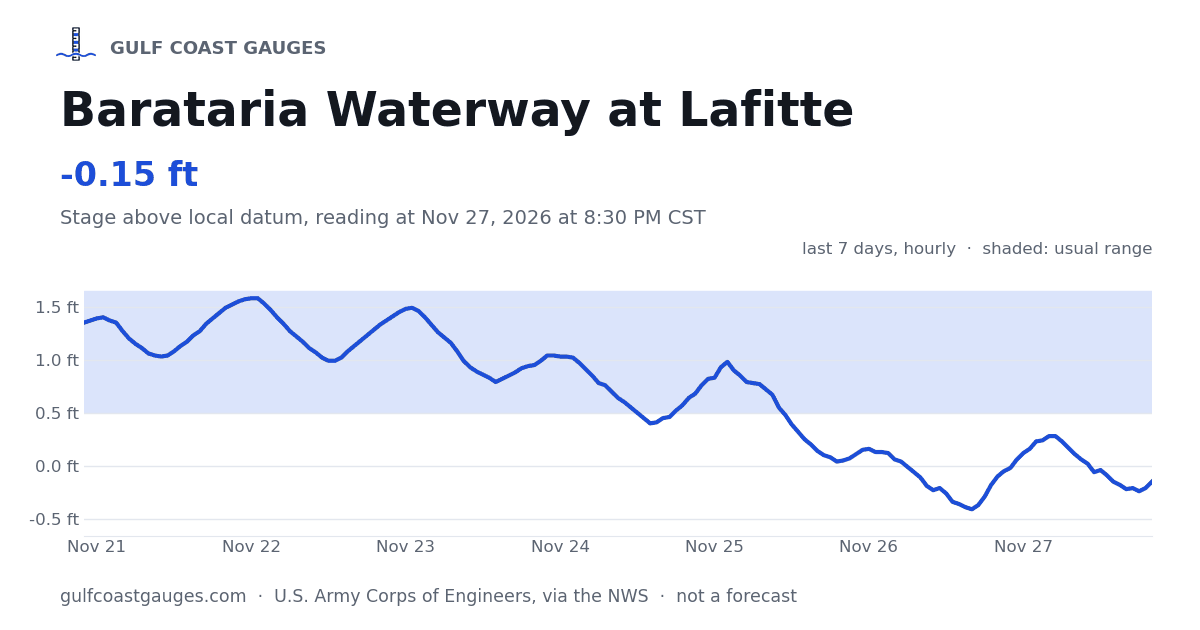 GULF COAST GAUGES
Barataria Waterway at Lafitte
-0.15 ft
Stage above local datum, reading at Nov 27, 2026 at 8:30 PM CST
last 7 days, hourly · shaded: usual range
1.5 ft
1.0 ft
0.5 ft
0.0 ft
-0.5 ft
Nov 21 Nov 22 Nov 23 Nov 24 Nov 25 Nov 26 Nov 27
gulfcoastgauges.com · U.S. Army Corps of Engineers, via the NWS · not a forecast